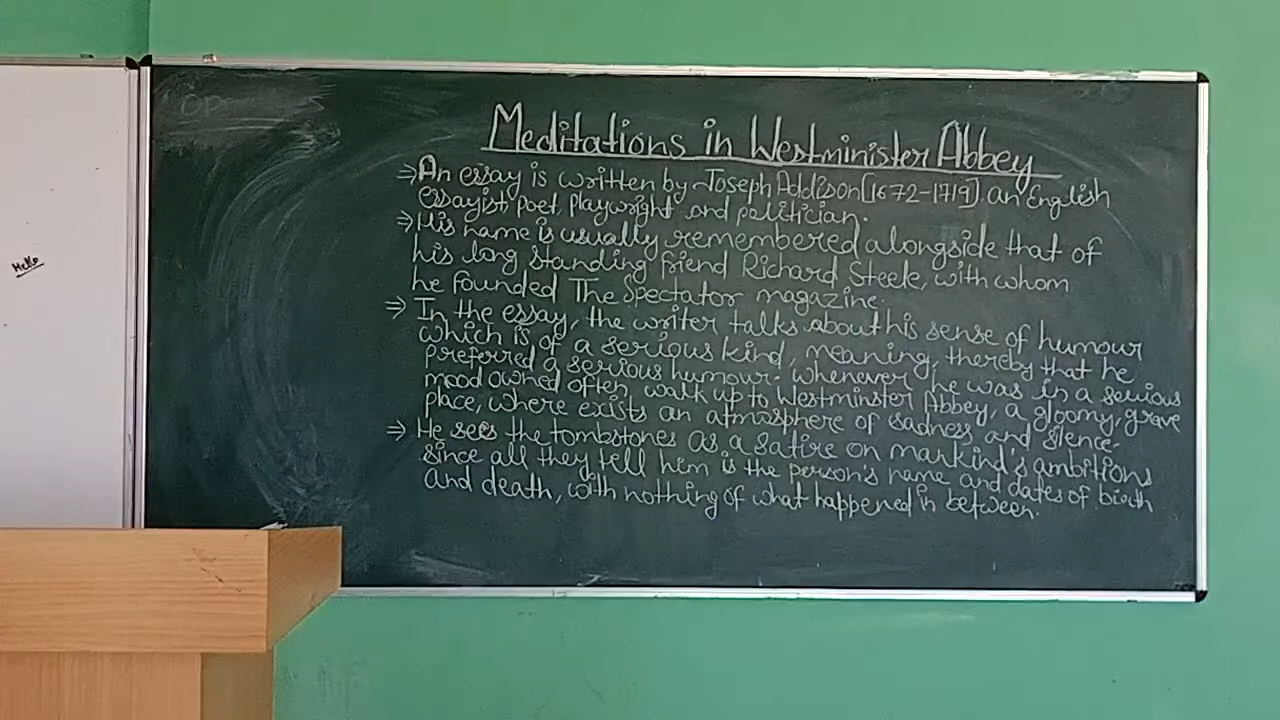 Meditations in Westminister Abbey
⇒ An essay is written by Joseph Addison [1672-1719] an English
essayist, poet, playwright and politician.
⇒ His name is usually remembered alongside that of
his long standing friend Richard Steele, with whom
he founded The Spectator magazine.
⇒ In the essay, the writer talks about his sense of humour
which is of a serious kind, meaning, thereby that he
preferred a serious humour. Whenever he was in a serious
mood owned often, walk up to Westminster Abbey, a gloomy, grave
place, where exists an atmosphere of sadness and silence.
⇒ He sees the tombstones as a satire on mankind's ambitions
since all they tell him is the person's name and dates of birth
and death, with nothing of what happened in between.
Hello